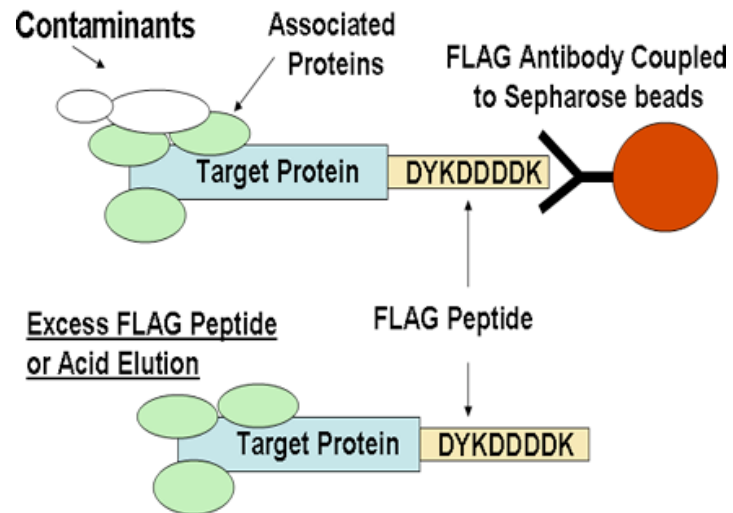 Contaminants
Associated
Proteins
FLAG Antibody Coupled
to Sepharose beads
Target Protein
DYKDDDDK
Excess FLAG Peptide
or Acid Elution
FLAG Peptide
Target Protein
DYKDDDDK